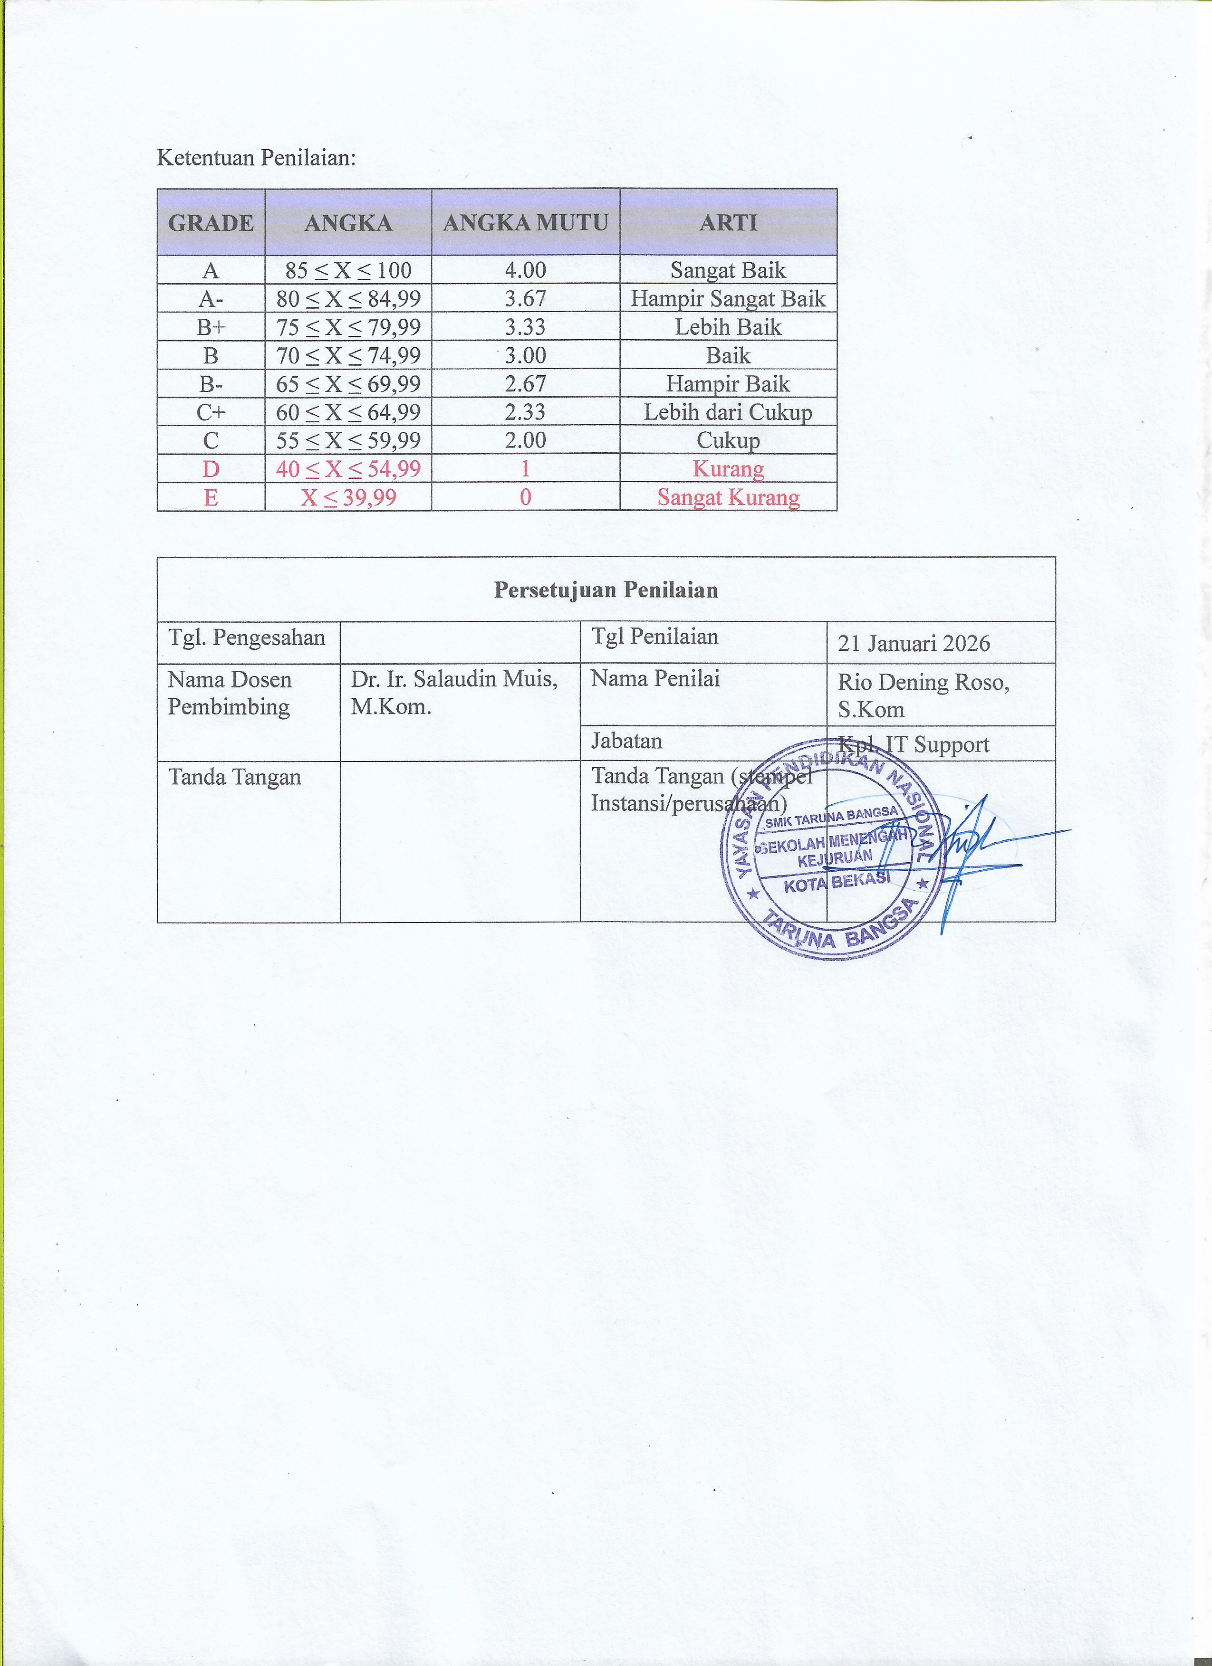 Ketentuan Penilaian:
GRADE ANGKA ANGKA MUTU ARTI
A 85 ≤ X ≤ 100 4.00 Sangat Baik
A- 80 ≤ X ≤ 84,99 3.67 Hampir Sangat Baik
B+ 75 ≤ X ≤ 79,99 3.33 Lebih Baik
B 70 ≤ X ≤ 74,99 3.00 Baik
B- 65 ≤ X ≤ 69,99 2.67 Hampir Baik
C+ 60 ≤ X ≤ 64,99 2.33 Lebih dari Cukup
C 55 ≤ X ≤ 59,99 2.00 Cukup
D 40 ≤ X ≤ 54,99 1 Kurang
E X ≤ 39,99 0 Sangat Kurang
Persetujuan Penilaian
Tgl. Pengesahan Tgl Penilaian 21 Januari 2026
Nama Dosen Dr. Ir. Salaudin Muis, Nama Penilai Rio Dening Roso,
Pembimbing M.Kom. S.Kom
Jabatan Kpl. IT Support
Tanda Tangan Tanda Tangan (stempel
Instansi/perusahaan)
YAYASAN PENDIDIKAN NASIONAL
SMK TARUNA BANGSA
SEKOLAH MENENGAH
KEJURUAN
KOTA BEKASI
TARUNA BANGSA